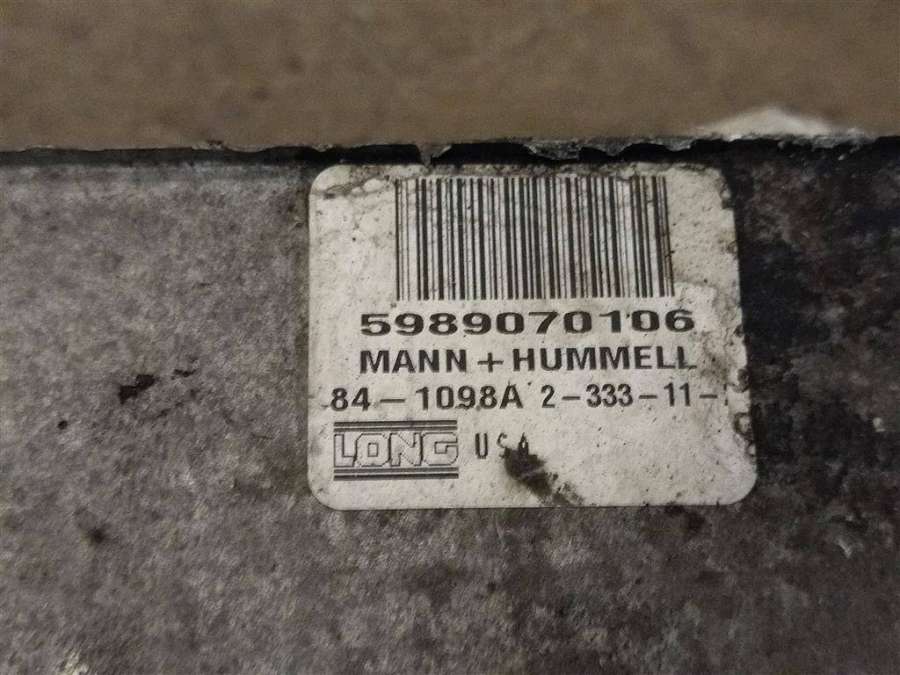 5989070106
MANN + HUMMELL
84-1098A 2-333-11-
LONG USA